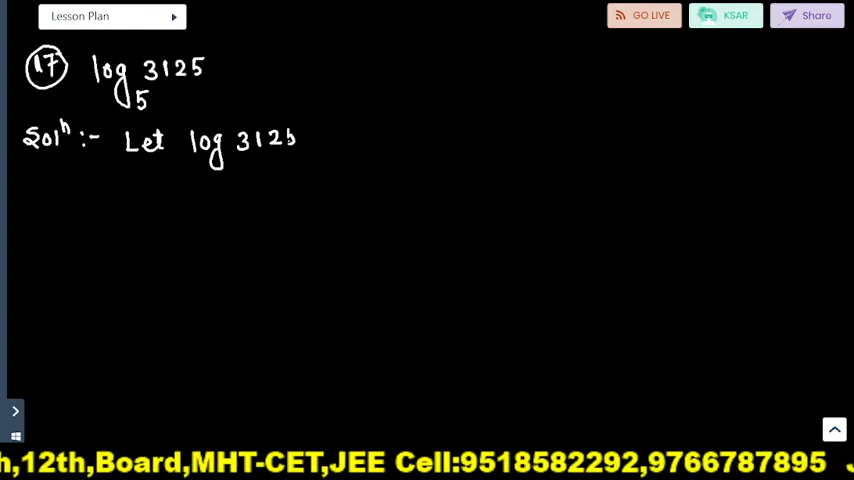 Lesson Plan
GO LIVE
KSAR
Share
17 log 3125
5
Solⁿ :- Let log 3125
h,12th,Board,MHT-CET,JEE Cell:9518582292,9766787895 J